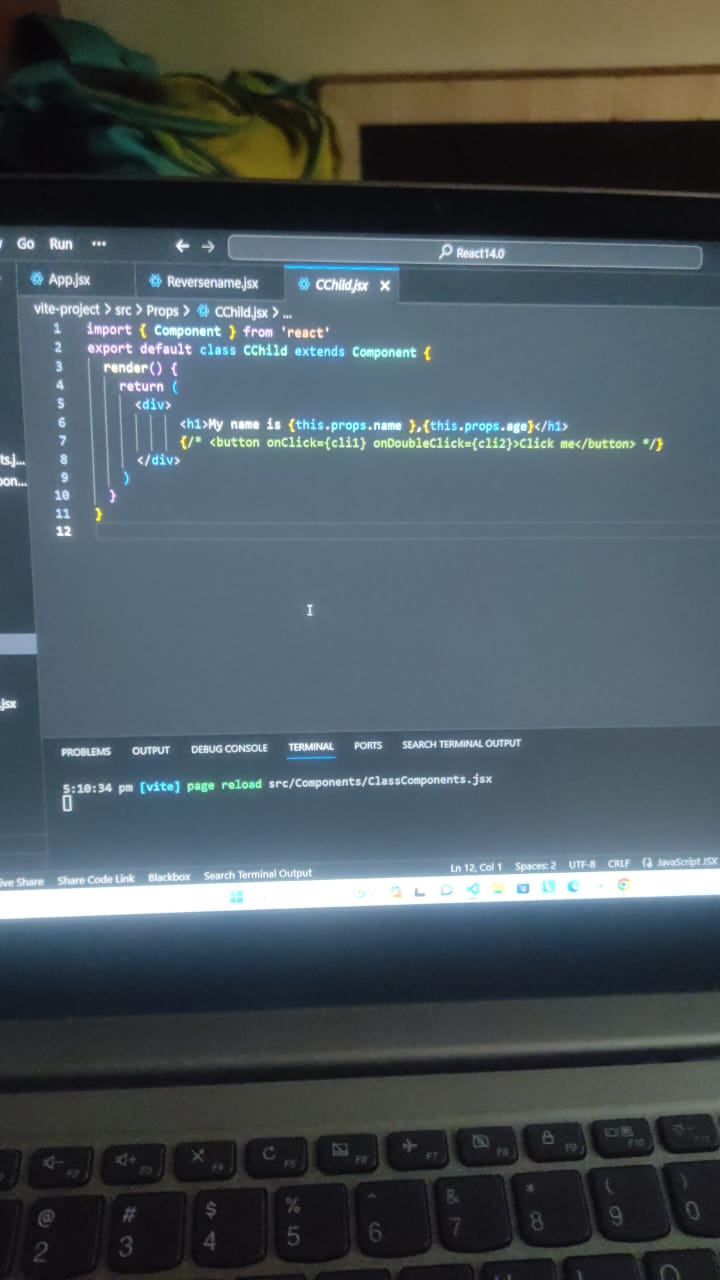 Go Run ··· ← → React14.0
App.jsx Reversename.jsx CChild.jsx ×
vite-project > src > Props > CChild.jsx > ...
1 import { Component } from 'react'
2 export default class CChild extends Component {
3 render() {
4 return (
5 <div>
6 <h1>My name is {this.props.name },{this.props.age}</h1>
7 {/* <button onClick={cli1} onDoubleClick={cli2}>Click me</button> */}
8 </div>
9 )
10 }
11 }
12
ts.j...
pon...
.jsx
PROBLEMS OUTPUT DEBUG CONSOLE TERMINAL PORTS SEARCH TERMINAL OUTPUT
5:10:34 pm [vite] page reload src/Components/ClassComponents.jsx
ive Share Share Code Link Blackbox Search Terminal Output Ln 12, Col 1 Spaces: 2 UTF-8 CRLF {} JavaScript JSX
F2 F3 F4 F5 F6 F7 F8 F9 F10
@ # $ % ^ & * ( )
2 3 4 5 6 7 8 9 0